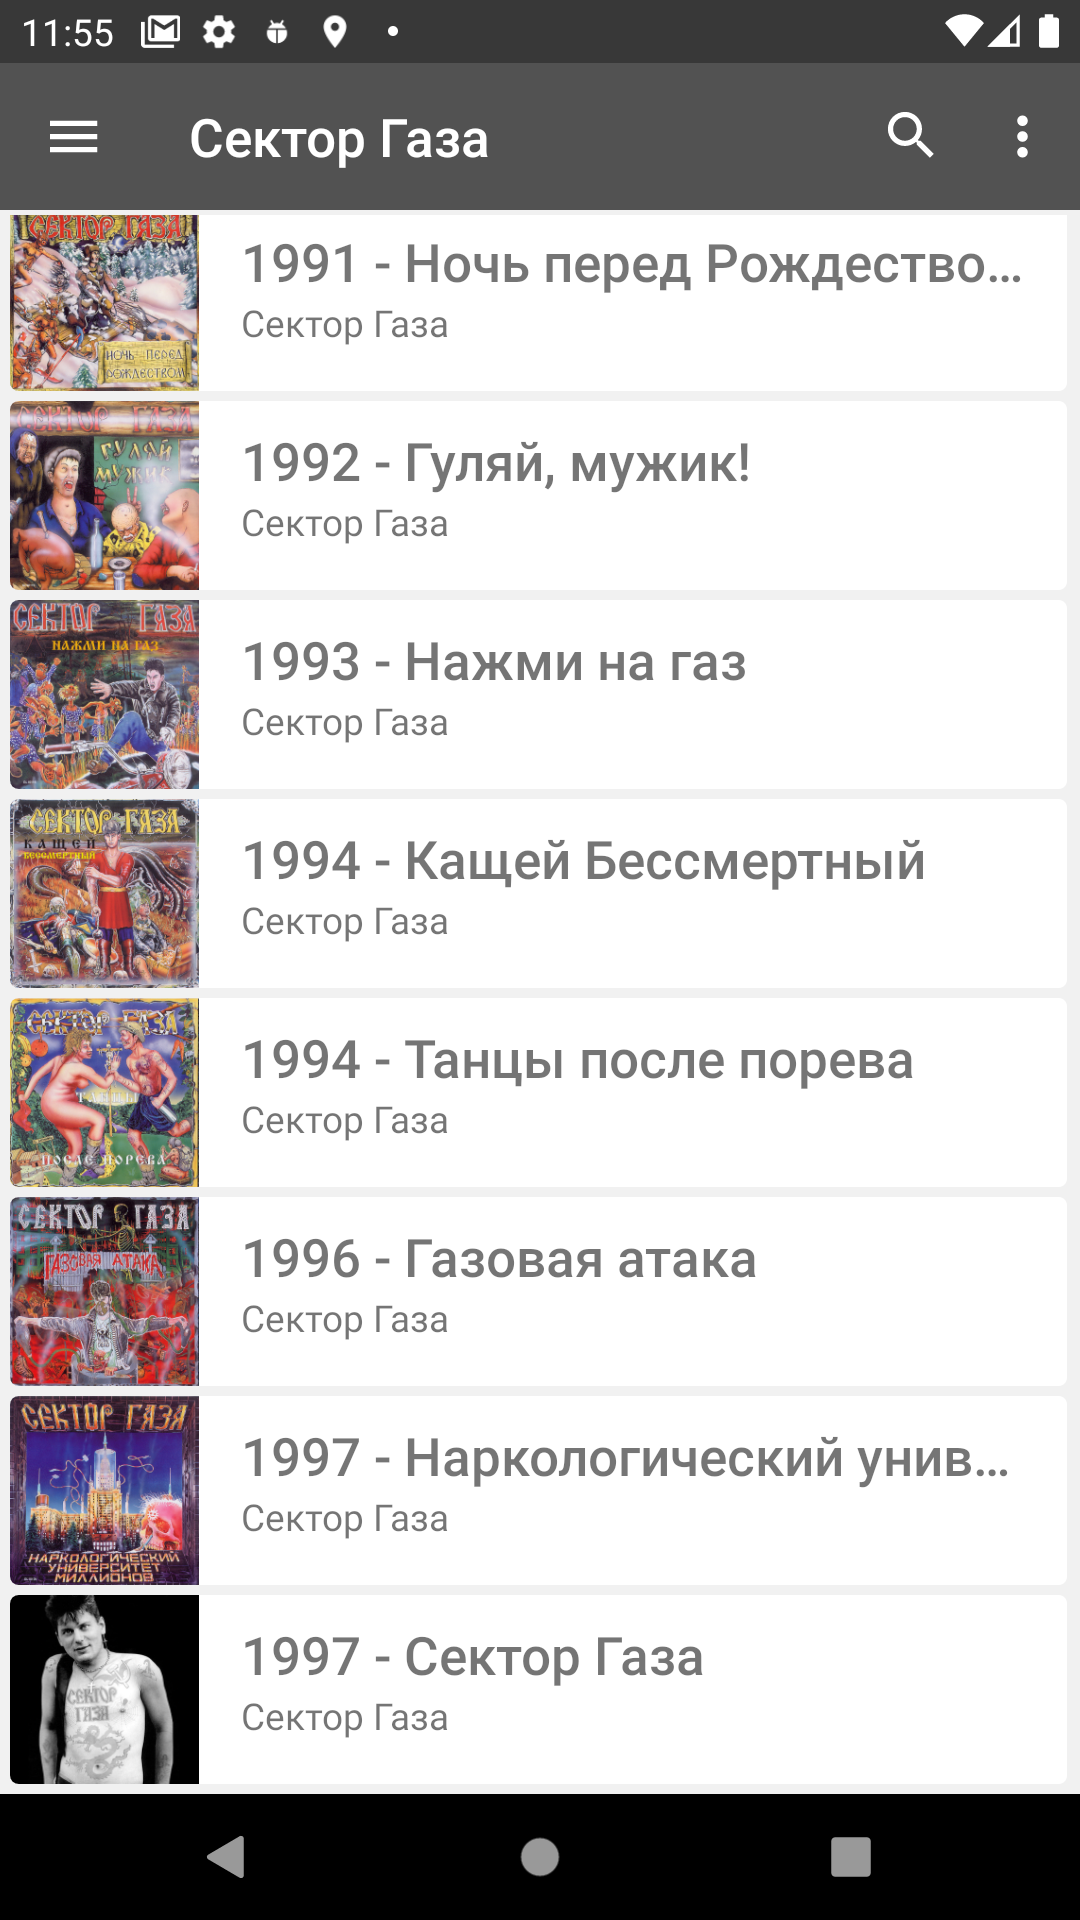 11:55
Сектор Газа
СЕКТОР ГАЗА
НОЧЬ ПЕРЕД
РОЖДЕСТВОМ
1991 - Ночь перед Рождество...
Сектор Газа
СЕКТОР ГАЗА
ГУЛЯЙ
МУЖИК
1992 - Гуляй, мужик!
Сектор Газа
СЕКТОР ГАЗА
НАЖМИ НА ГАЗ
1993 - Нажми на газ
Сектор Газа
СЕКТОР ГАЗА
КАЩЕЙ
БЕССМЕРТНЫЙ
1994 - Кащей Бессмертный
Сектор Газа
СЕКТОР ГАЗА
ТАНЦЫ
ПОСЛЕ ПОРЕВА
1994 - Танцы после порева
Сектор Газа
СЕКТОР ГАЗА
ГАЗОВАЯ АТАКА
1996 - Газовая атака
Сектор Газа
СЕКТОР ГАЗА
НАРКОЛОГИЧЕСКИЙ
УНИВЕРСИТЕТ
МИЛЛИОНОВ
1997 - Наркологический унив...
Сектор Газа
СЕКТОР
ГАЗА
1997 - Сектор Газа
Сектор Газа